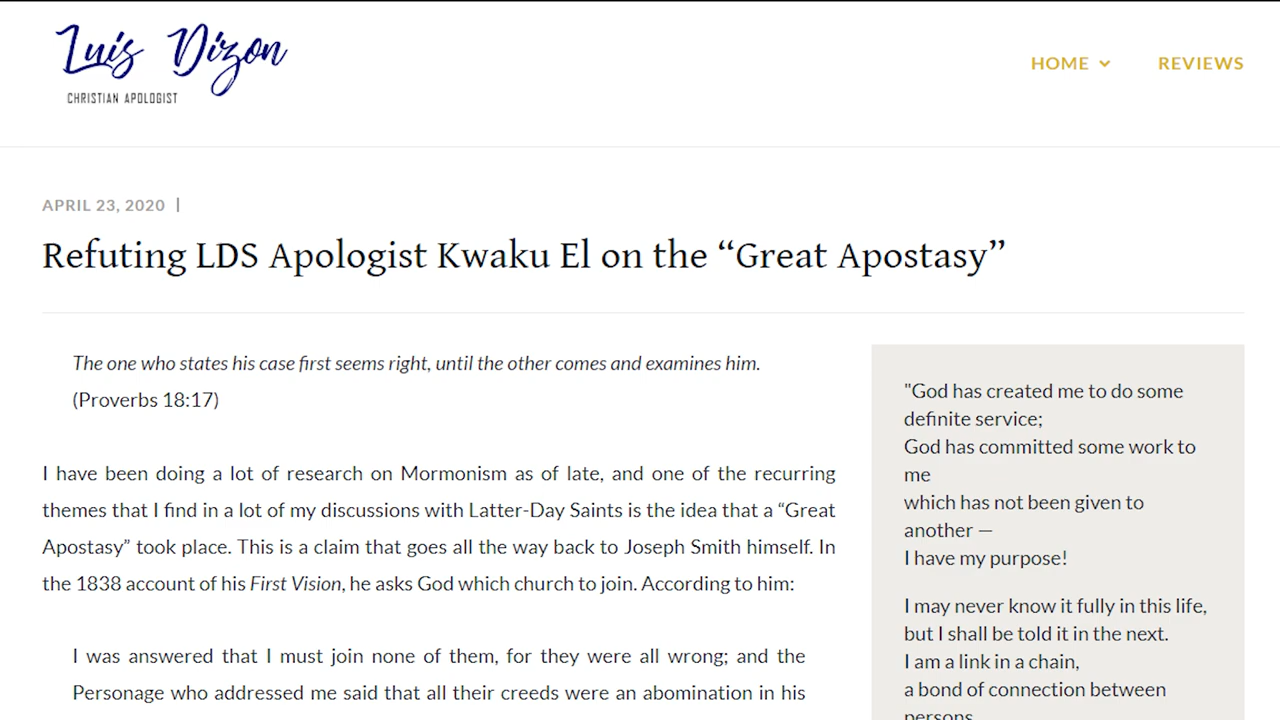 Luis Dizon
CHRISTIAN APOLOGIST
HOME
REVIEWS
APRIL 23, 2020 |
Refuting LDS Apologist Kwaku El on the “Great Apostasy”
The one who states his case first seems right, until the other comes and examines him.
(Proverbs 18:17)
I have been doing a lot of research on Mormonism as of late, and one of the recurring
themes that I find in a lot of my discussions with Latter-Day Saints is the idea that a “Great
Apostasy” took place. This is a claim that goes all the way back to Joseph Smith himself. In
the 1838 account of his First Vision, he asks God which church to join. According to him:
I was answered that I must join none of them, for they were all wrong; and the
Personage who addressed me said that all their creeds were an abomination in his
"God has created me to do some
definite service;
God has committed some work to
me
which has not been given to
another —
I have my purpose!
I may never know it fully in this life,
but I shall be told it in the next.
I am a link in a chain,
a bond of connection between
persons